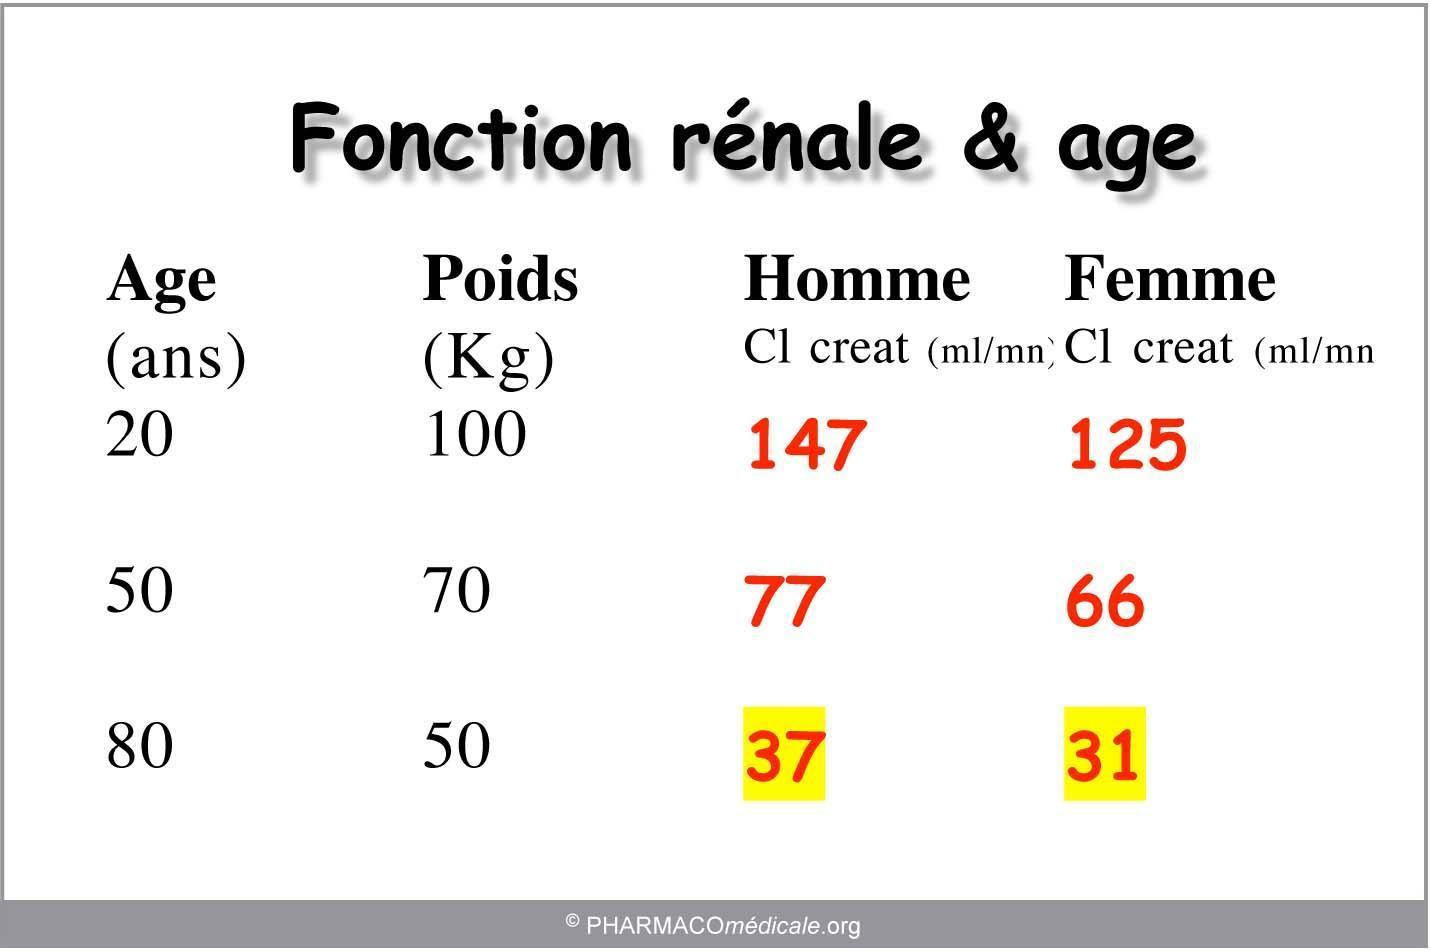 Fonction rénale & age
Age Poids Homme Femme
(ans) (Kg) Cl creat (ml/mn) Cl creat (ml/mn
20 100 147 125
50 70 77 66
80 50 37 31
© PHARMACOmédicale.org